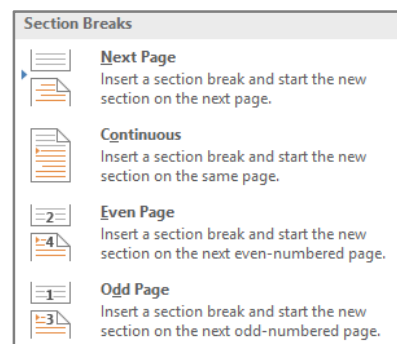 Section Breaks
Next Page
Insert a section break and start the new
section on the next page.
Continuous
Insert a section break and start the new
section on the same page.
2
4
Even Page
Insert a section break and start the new
section on the next even-numbered page.
1
3
Odd Page
Insert a section break and start the new
section on the next odd-numbered page.